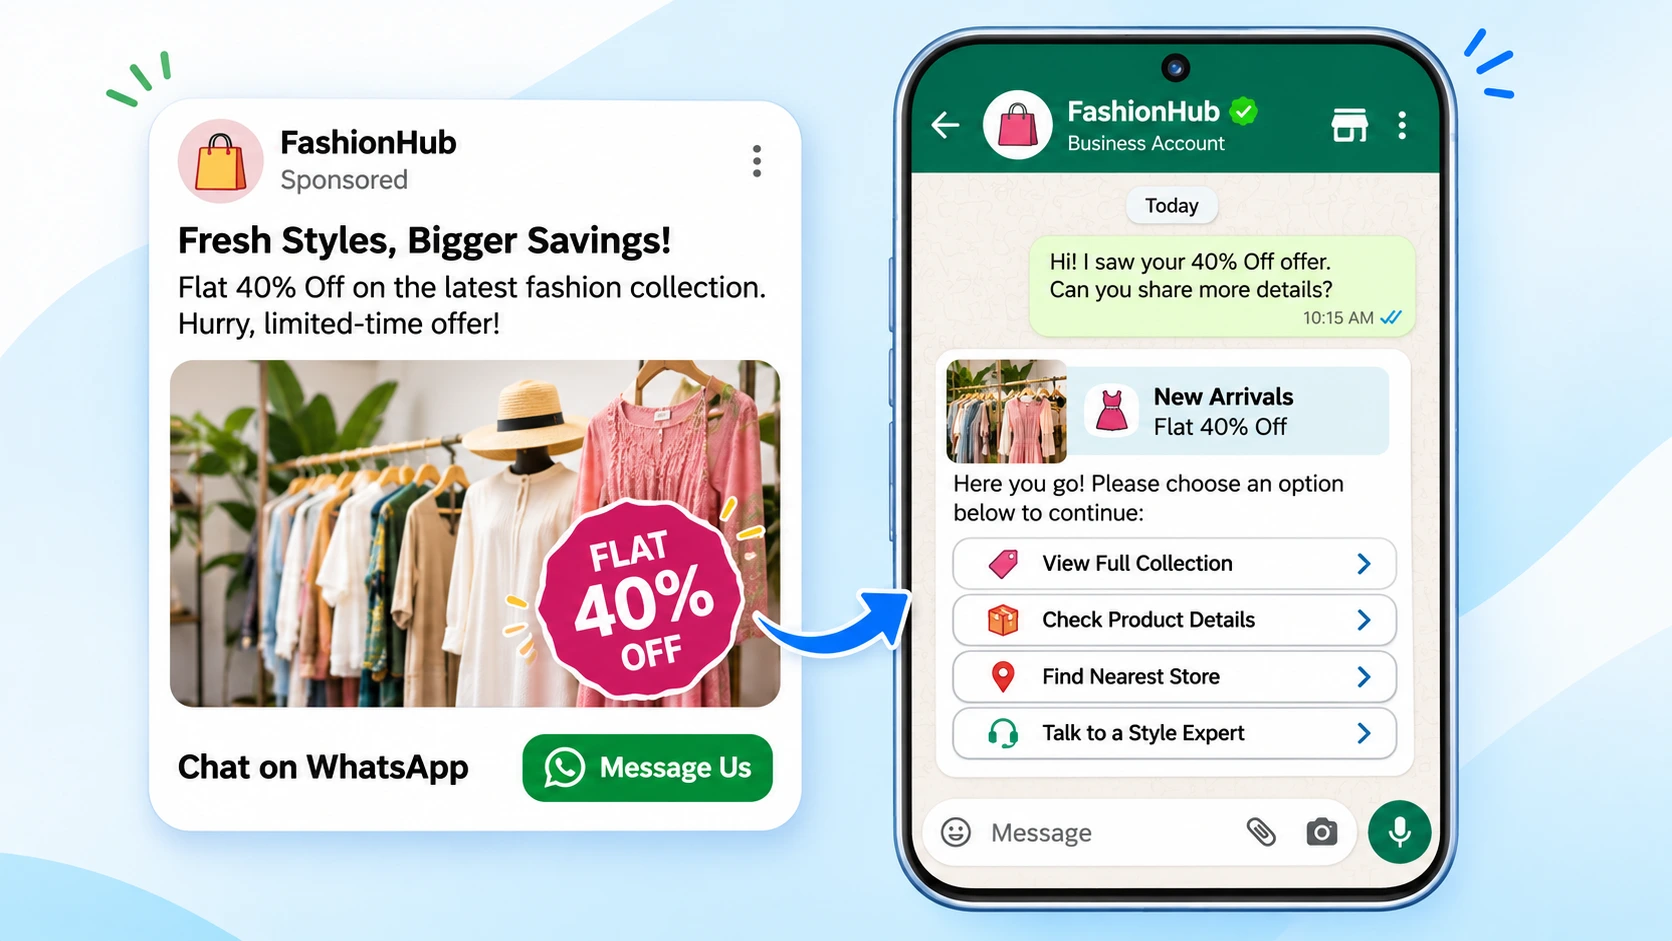 FashionHub
Sponsored
Fresh Styles, Bigger Savings!
Flat 40% Off on the latest fashion collection.
Hurry, limited-time offer!
FLAT
40%
OFF
Chat on WhatsApp
Message Us
FashionHub
Business Account
Today
Hi! I saw your 40% Off offer.
Can you share more details?
10:15 AM
New Arrivals
Flat 40% Off
Here you go! Please choose an option
below to continue:
View Full Collection
Check Product Details
Find Nearest Store
Talk to a Style Expert
Message